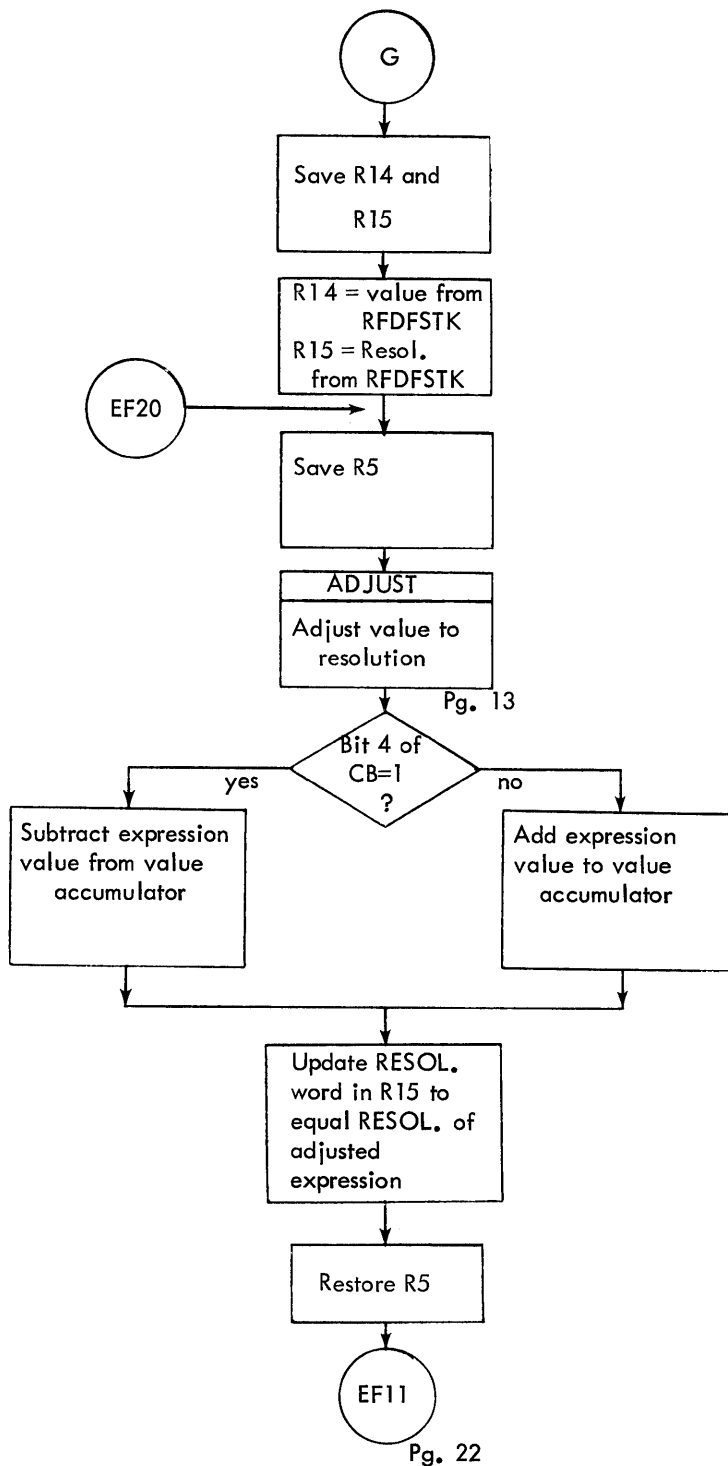 G
Save R14 and
R15
R14 = value from
RFDFSTK
R15 = Resol.
from RFDFSTK
EF20
Save R5
ADJUST
Adjust value to
resolution
Pg. 13
Bit 4 of
CB=1
?
yes
no
Subtract expression
value from value
accumulator
Add expression
value to value
accumulator
Update RESOL.
word in R15 to
equal RESOL. of
adjusted
expression
Restore R5
EF11
Pg. 22